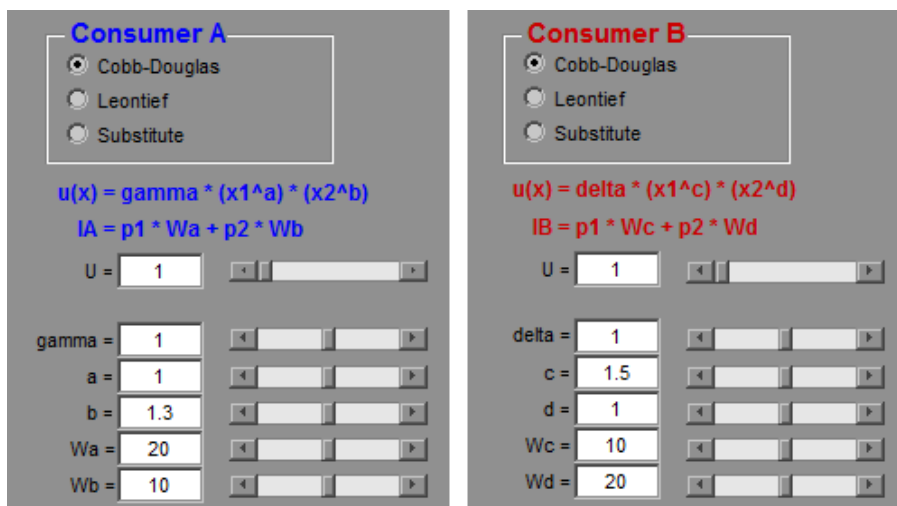 Consumer A
Cobb-Douglas
Leontief
Substitute
u(x) = gamma * (x1^a) * (x2^b)
IA = p1 * Wa + p2 * Wb
U = 1
gamma = 1
a = 1
b = 1.3
Wa = 20
Wb = 10
Consumer B
Cobb-Douglas
Leontief
Substitute
u(x) = delta * (x1^c) * (x2^d)
IB = p1 * Wc + p2 * Wd
U = 1
delta = 1
c = 1.5
d = 1
Wc = 10
Wd = 20